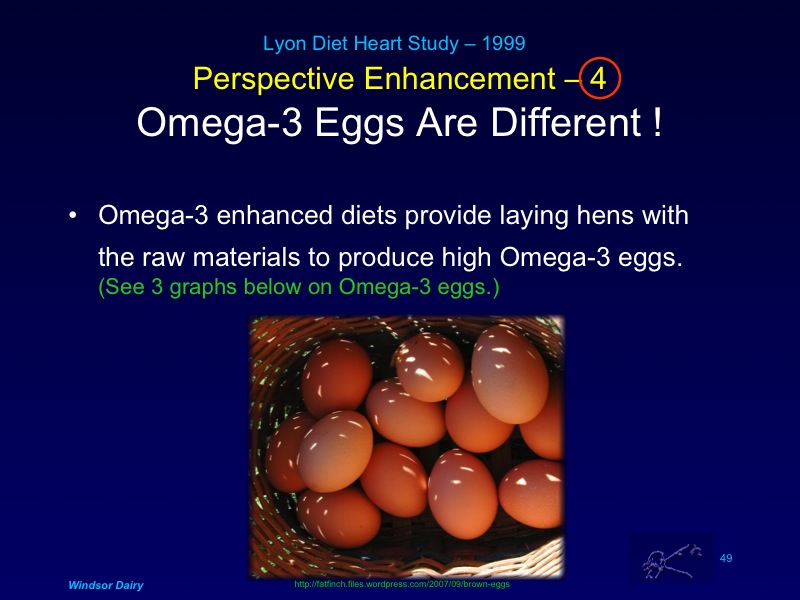 Lyon Diet Heart Study – 1999
Perspective Enhancement – 4
Omega-3 Eggs Are Different !
• Omega-3 enhanced diets provide laying hens with
the raw materials to produce high Omega-3 eggs.
(See 3 graphs below on Omega-3 eggs.)
49
Windsor Dairy
http://fatfinch.files.wordpress.com/2007/09/brown-eggs